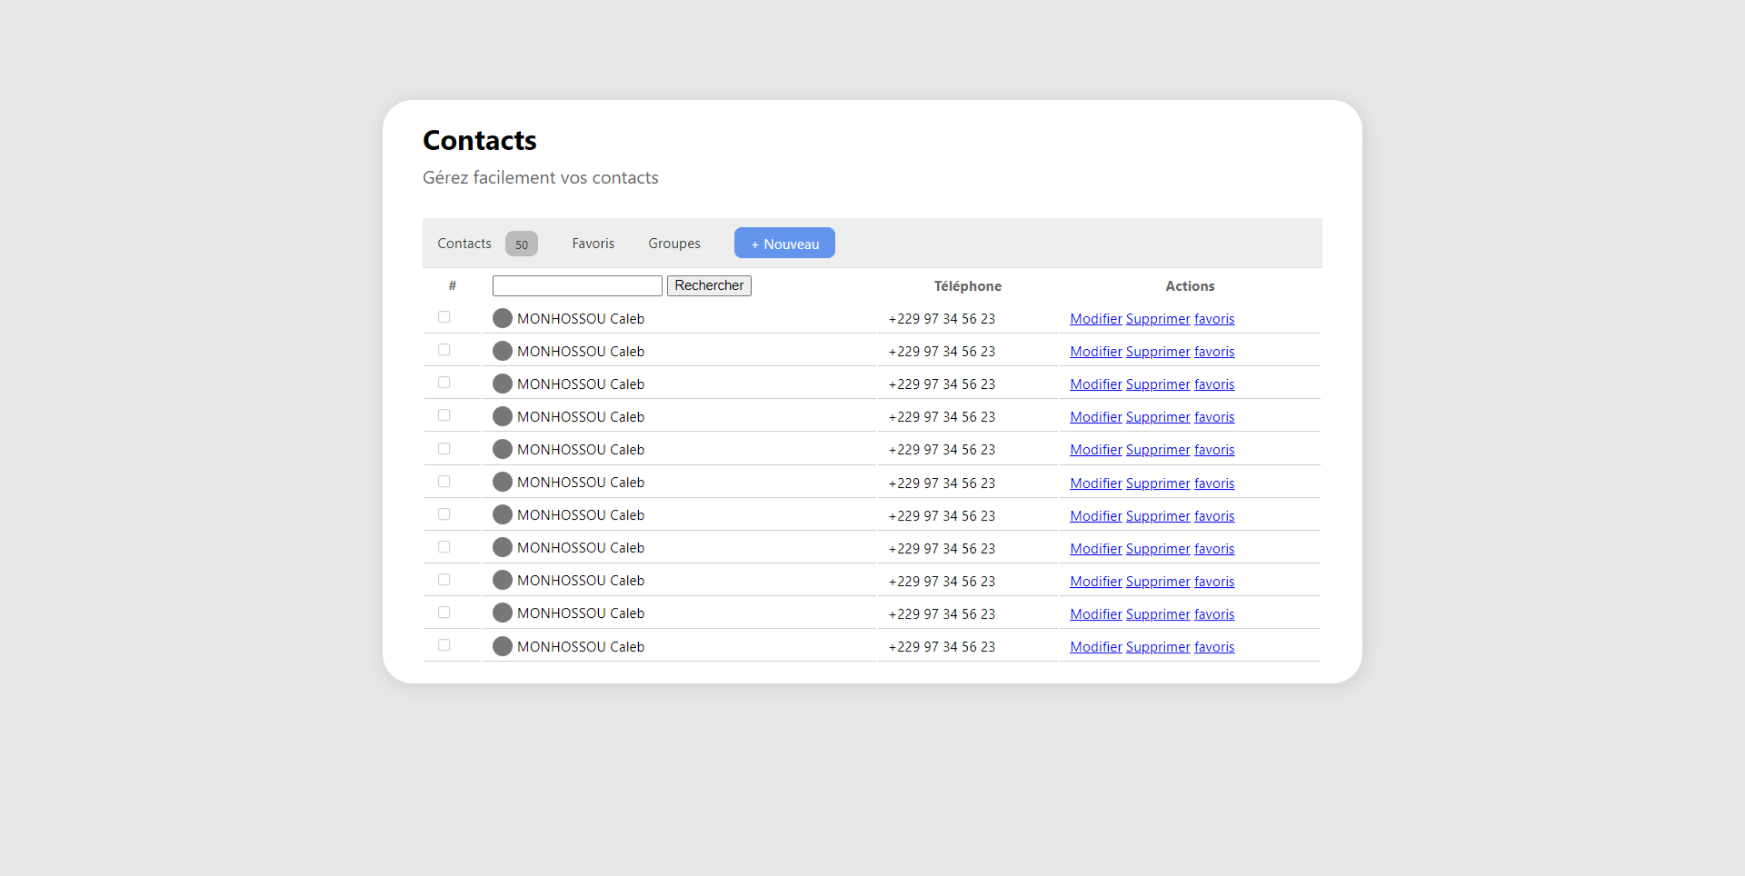 Contacts
Gérez facilement vos contacts
Contacts 50 Favoris Groupes + Nouveau
# Rechercher Téléphone Actions
MONHOSSOU Caleb +229 97 34 56 23 Modifier Supprimer favoris
MONHOSSOU Caleb +229 97 34 56 23 Modifier Supprimer favoris
MONHOSSOU Caleb +229 97 34 56 23 Modifier Supprimer favoris
MONHOSSOU Caleb +229 97 34 56 23 Modifier Supprimer favoris
MONHOSSOU Caleb +229 97 34 56 23 Modifier Supprimer favoris
MONHOSSOU Caleb +229 97 34 56 23 Modifier Supprimer favoris
MONHOSSOU Caleb +229 97 34 56 23 Modifier Supprimer favoris
MONHOSSOU Caleb +229 97 34 56 23 Modifier Supprimer favoris
MONHOSSOU Caleb +229 97 34 56 23 Modifier Supprimer favoris
MONHOSSOU Caleb +229 97 34 56 23 Modifier Supprimer favoris
MONHOSSOU Caleb +229 97 34 56 23 Modifier Supprimer favoris